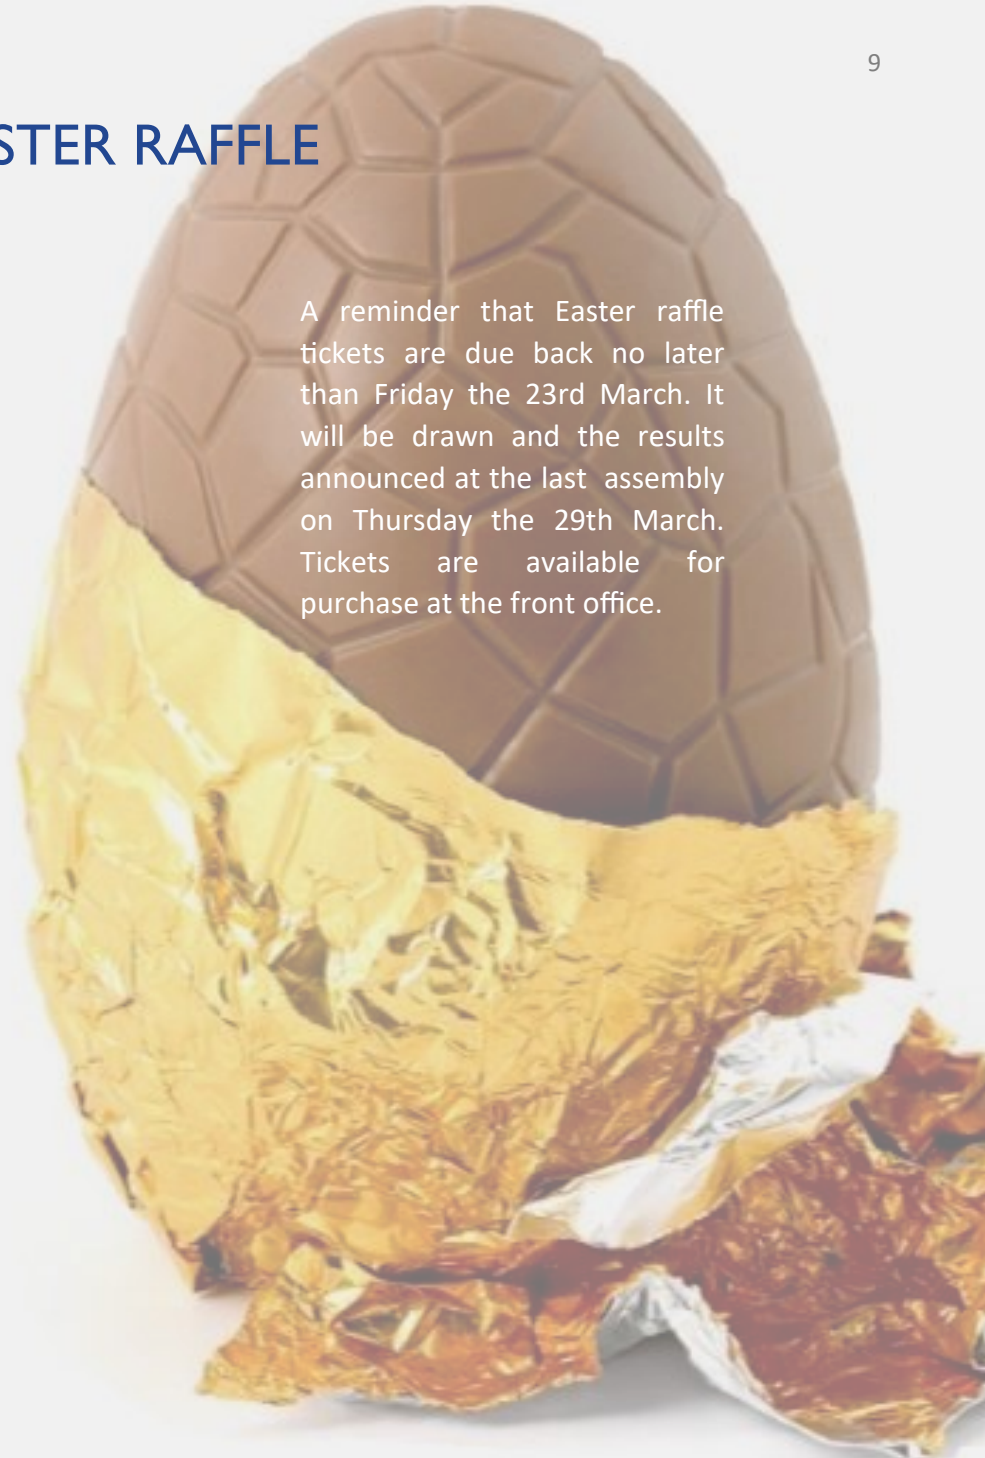 9
STER RAFFLE
A reminder that Easter raffle
tickets are due back no later
than Friday the 23rd March. It
will be drawn and the results
announced at the last assembly
on Thursday the 29th March.
Tickets are available for
purchase at the front office.